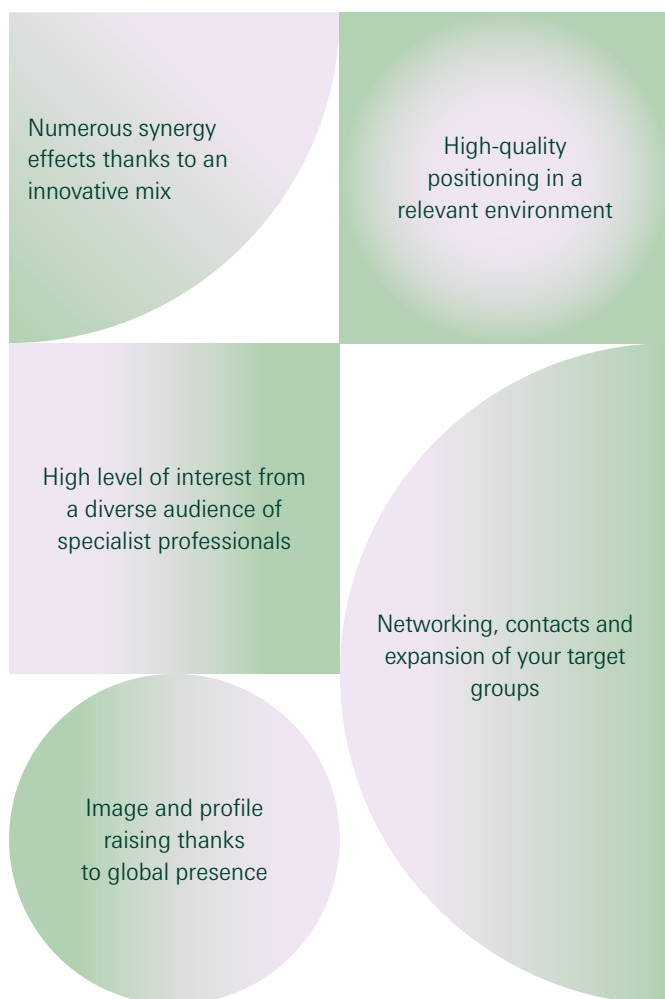 Numerous synergy
effects thanks to an
innovative mix
High-quality
positioning in a
relevant environment
High level of interest from
a diverse audience of
specialist professionals
Networking, contacts and
expansion of your target
groups
Image and profile
raising thanks
to global presence